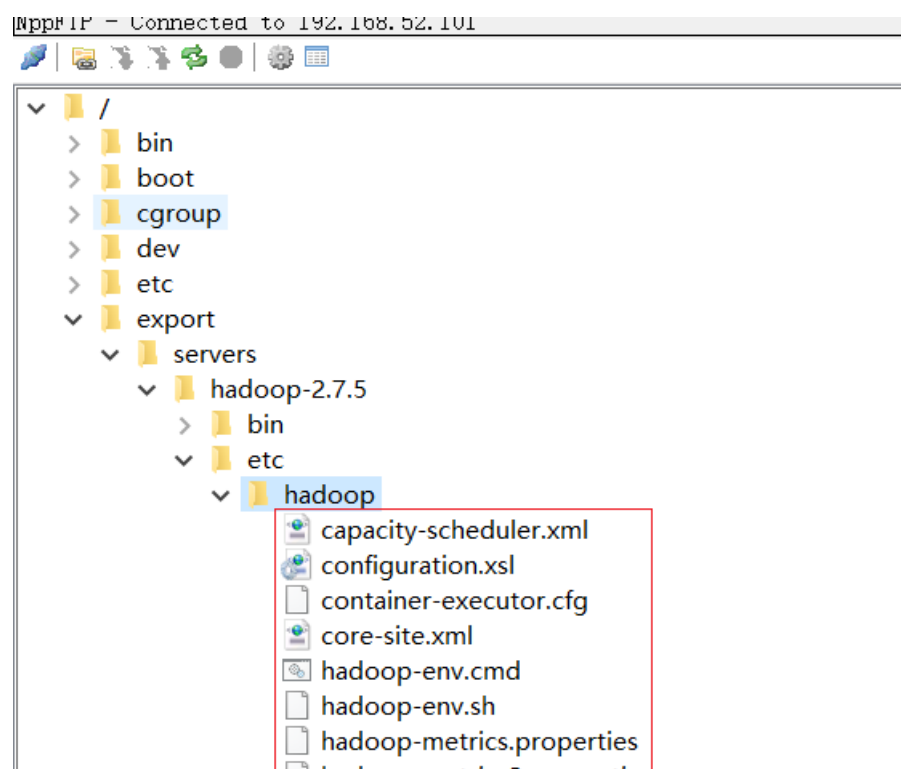 NppFTP - Connected to 192.168.52.101
/
bin
boot
cgroup
dev
etc
export
servers
hadoop-2.7.5
bin
etc
hadoop
capacity-scheduler.xml
configuration.xsl
container-executor.cfg
core-site.xml
hadoop-env.cmd
hadoop-env.sh
hadoop-metrics.properties